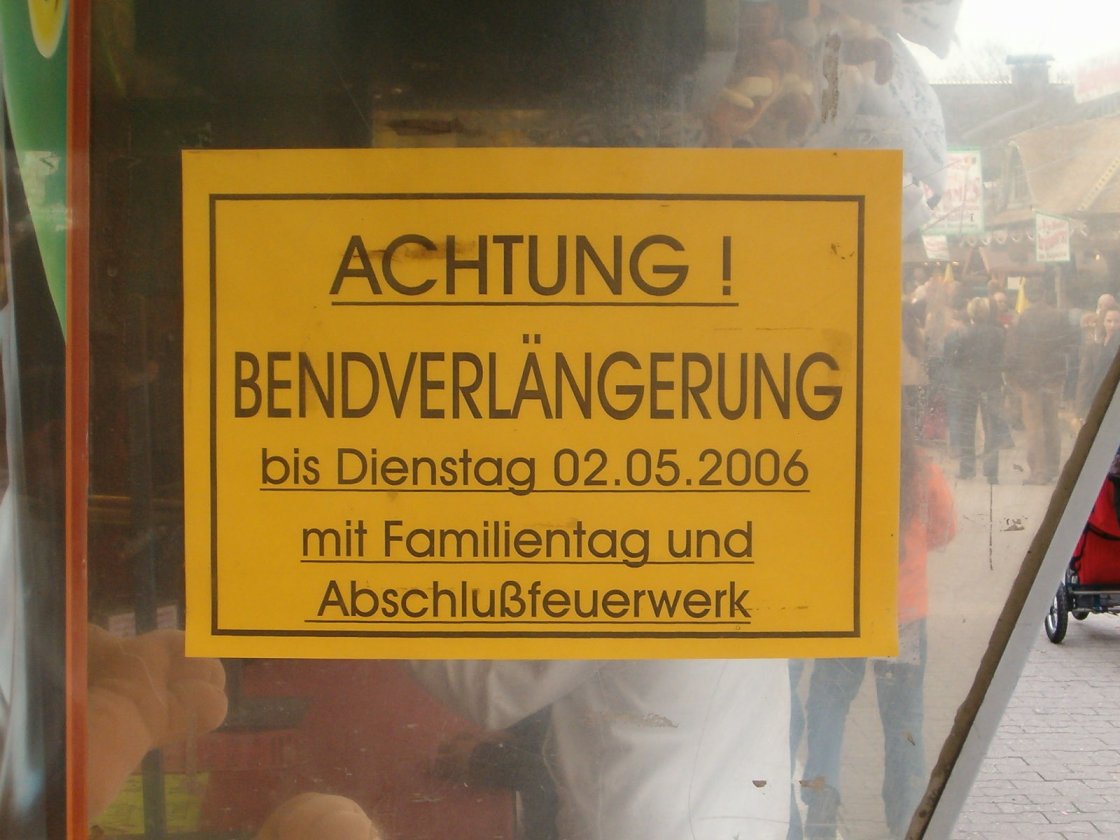 ACHTUNG !
BENDVERLÄNGERUNG
bis Dienstag 02.05.2006
mit Familientag und
Abschlußfeuerwerk